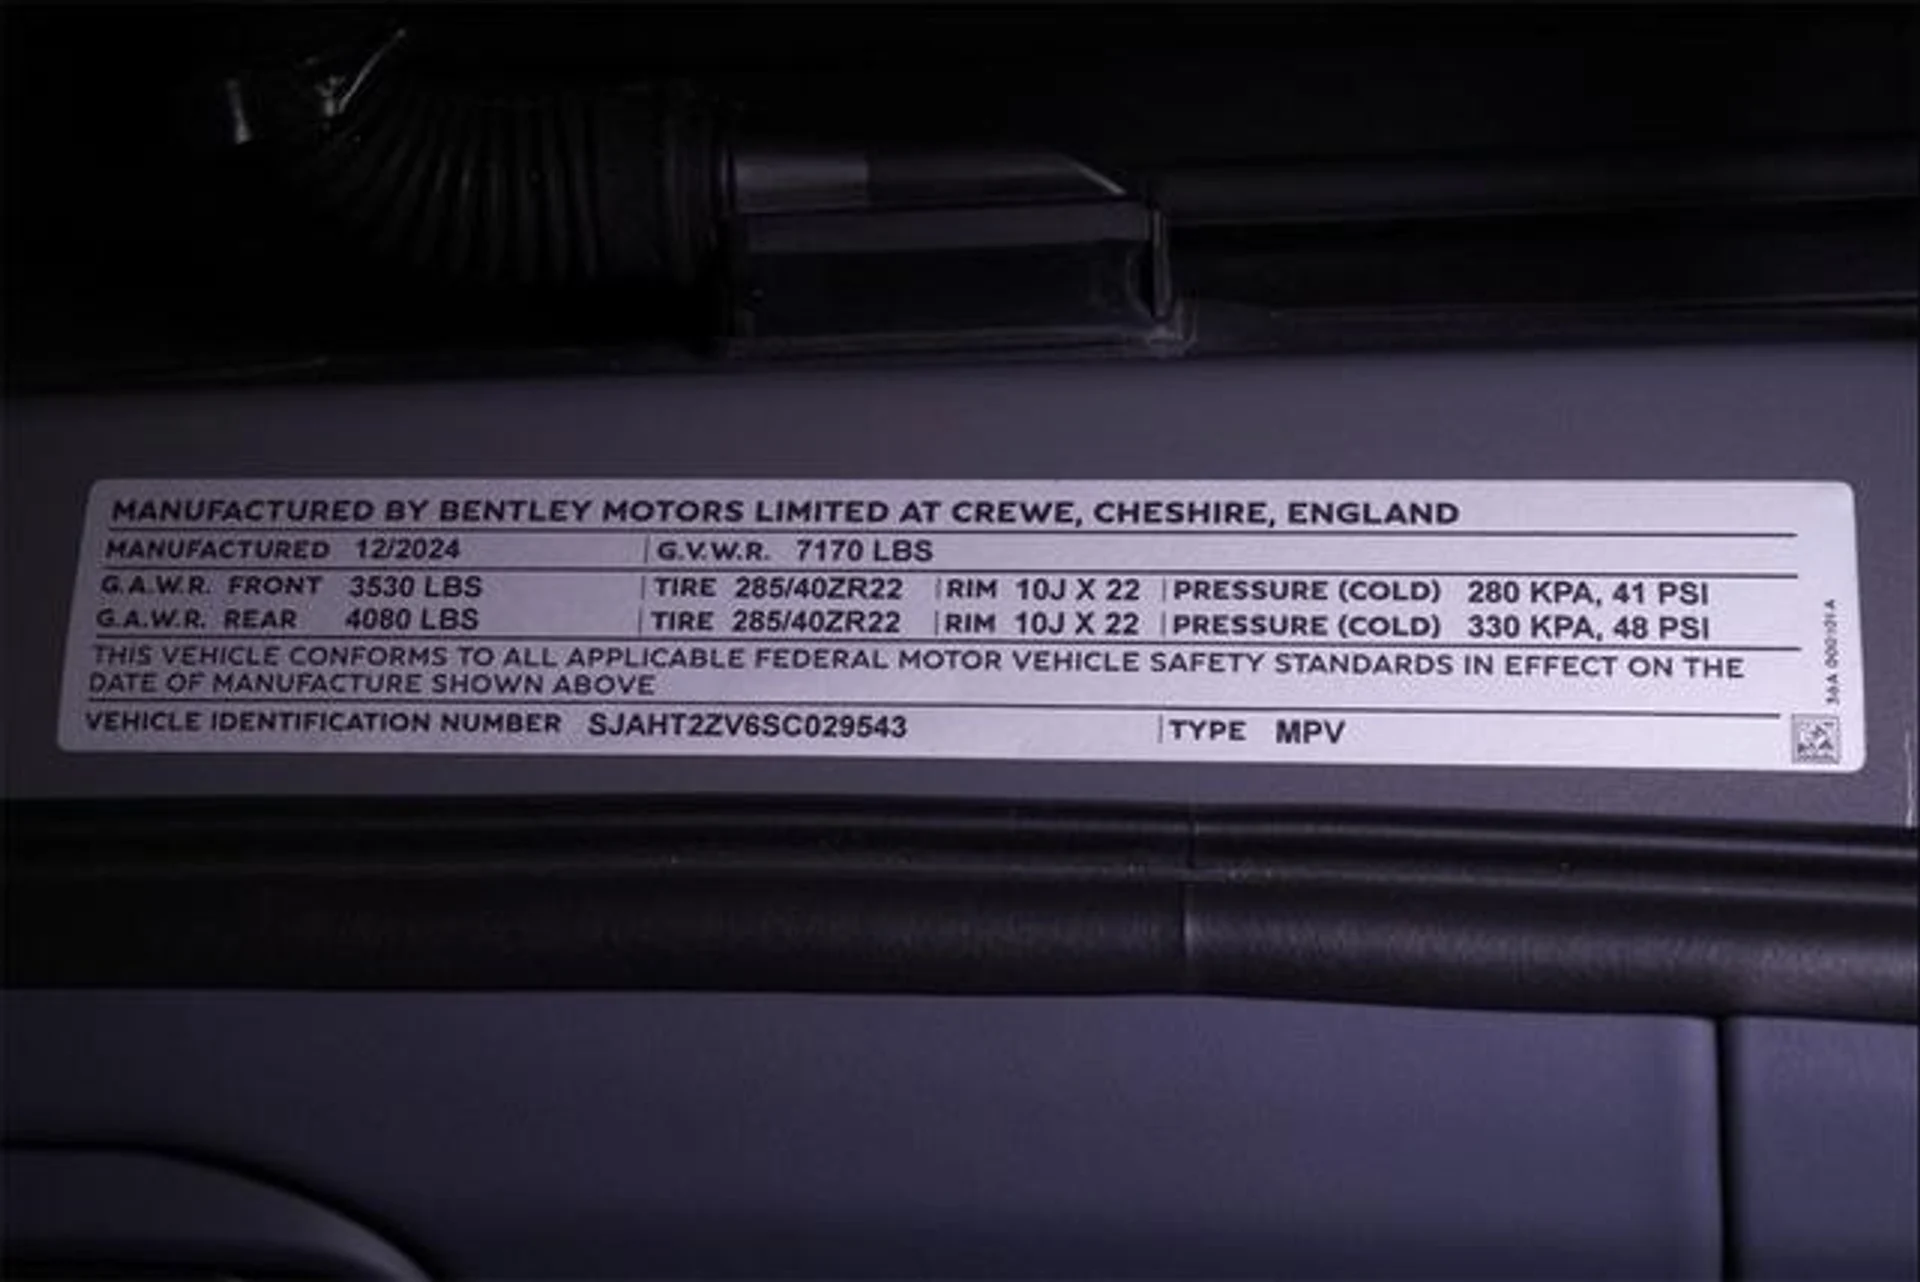 MANUFACTURED BY BENTLEY MOTORS LIMITED AT CREWE, CHESHIRE, ENGLAND
MANUFACTURED 12/2024 G.V.W.R. 7170 LBS
G.A.W.R. FRONT 3530 LBS TIRE 285/40ZR22 RIM 10J X 22 PRESSURE (COLD) 280 KPA, 41 PSI
G.A.W.R. REAR 4080 LBS TIRE 285/40ZR22 RIM 10J X 22 PRESSURE (COLD) 330 KPA, 48 PSI
THIS VEHICLE CONFORMS TO ALL APPLICABLE FEDERAL MOTOR VEHICLE SAFETY STANDARDS IN EFFECT ON THE
DATE OF MANUFACTURE SHOWN ABOVE
VEHICLE IDENTIFICATION NUMBER SJAHT2ZV6SC029543 TYPE MPV